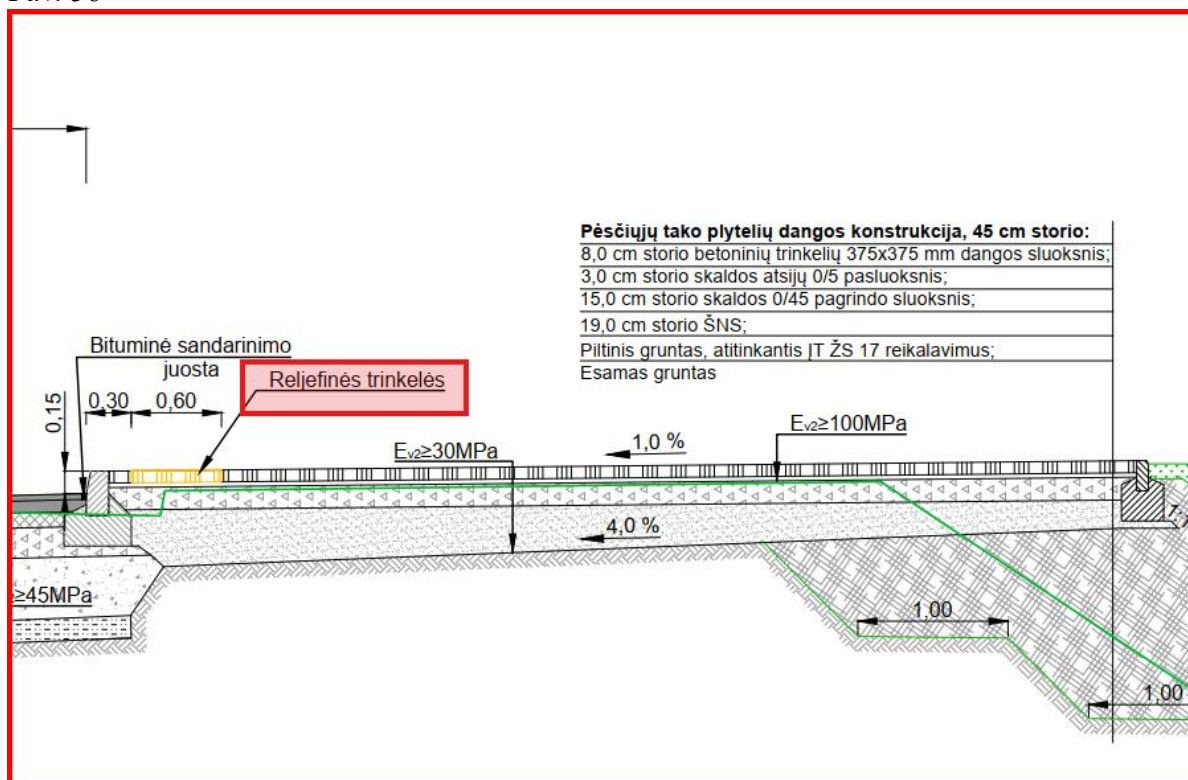 Pėsčiųjų tako plytelių dangos konstrukcija, 45 cm storio:
8,0 cm storio betoninių trinkelių 375x375 mm dangos sluoksnis;
3,0 cm storio skaldos atsijų 0/5 pasluoksnis;
15,0 cm storio skaldos 0/45 pagrindo sluoksnis;
19,0 cm storio ŠNS;
Piltinis gruntas, atitinkantis ĮT ŽS 17 reikalavimus;
Esamas gruntas
Bituminė sandarinimo
juosta
Reljefinės trinkelės
0,15
0,30
0,60
Ev2≥30MPa
1,0 %
Ev2≥100MPa
4,0 %
≥45MPa
1,00
1,00